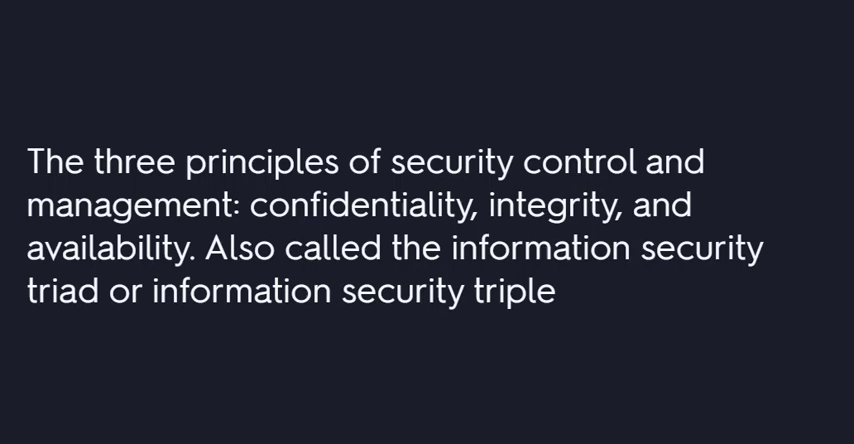 The three principles of security control and
management: confidentiality, integrity, and
availability. Also called the information security
triad or information security triple